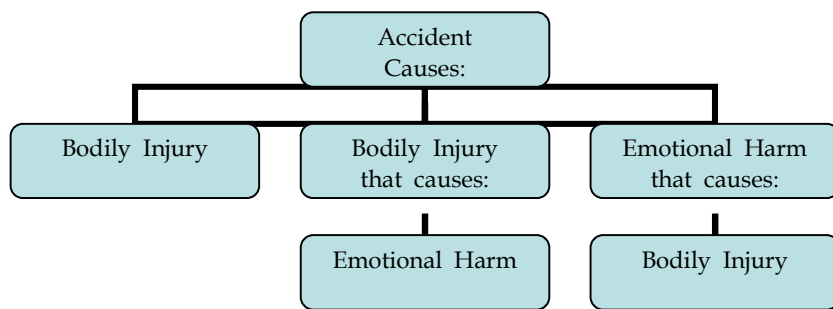 Accident
Causes:
Bodily Injury
Bodily Injury
that causes:
Emotional Harm
that causes:
Emotional Harm
Bodily Injury